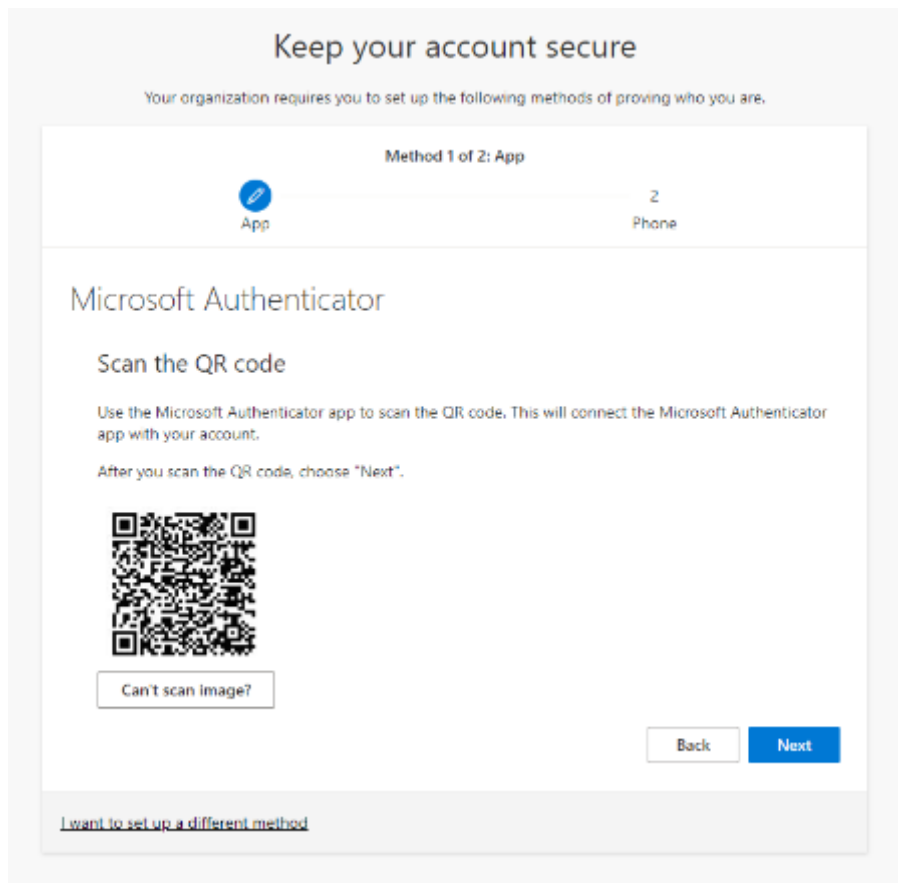 Keep your account secure
Your organization requires you to set up the following methods of proving who you are.
Method 1 of 2: App
App
2
Phone
Microsoft Authenticator
Scan the QR code
Use the Microsoft Authenticator app to scan the QR code. This will connect the Microsoft Authenticator
app with your account.
After you scan the QR code, choose "Next".
Can't scan image?
Back
Next
I want to set up a different method